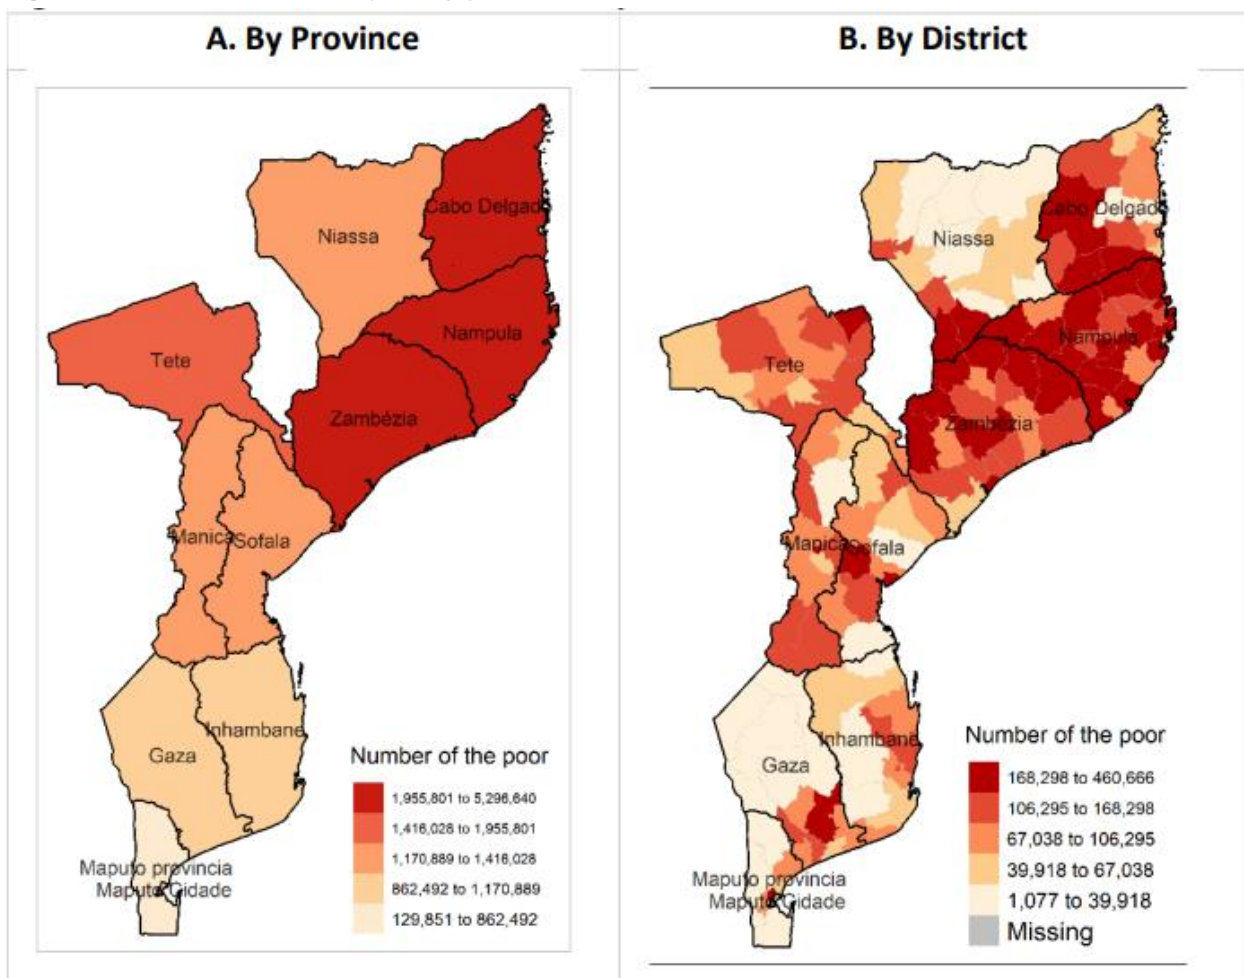 A. By Province
B. By District
Cabo Delgado
Niassa
Nampula
Tete
Zambézia
Manica
Sofala
Inhambane
Gaza
Maputo provincia
Maputo Cidade
Number of the poor
1,955,801 to 5,296,640
1,416,028 to 1,955,801
1,170,889 to 1,416,028
862,492 to 1,170,889
129,851 to 862,492
Cabo Delgado
Niassa
Nampula
Tete
Zambézia
Manica
Sofala
Inhambane
Gaza
Maputo provincia
Maputo Cidade
Number of the poor
168,298 to 460,666
106,295 to 168,298
67,038 to 106,295
39,918 to 67,038
1,077 to 39,918
Missing